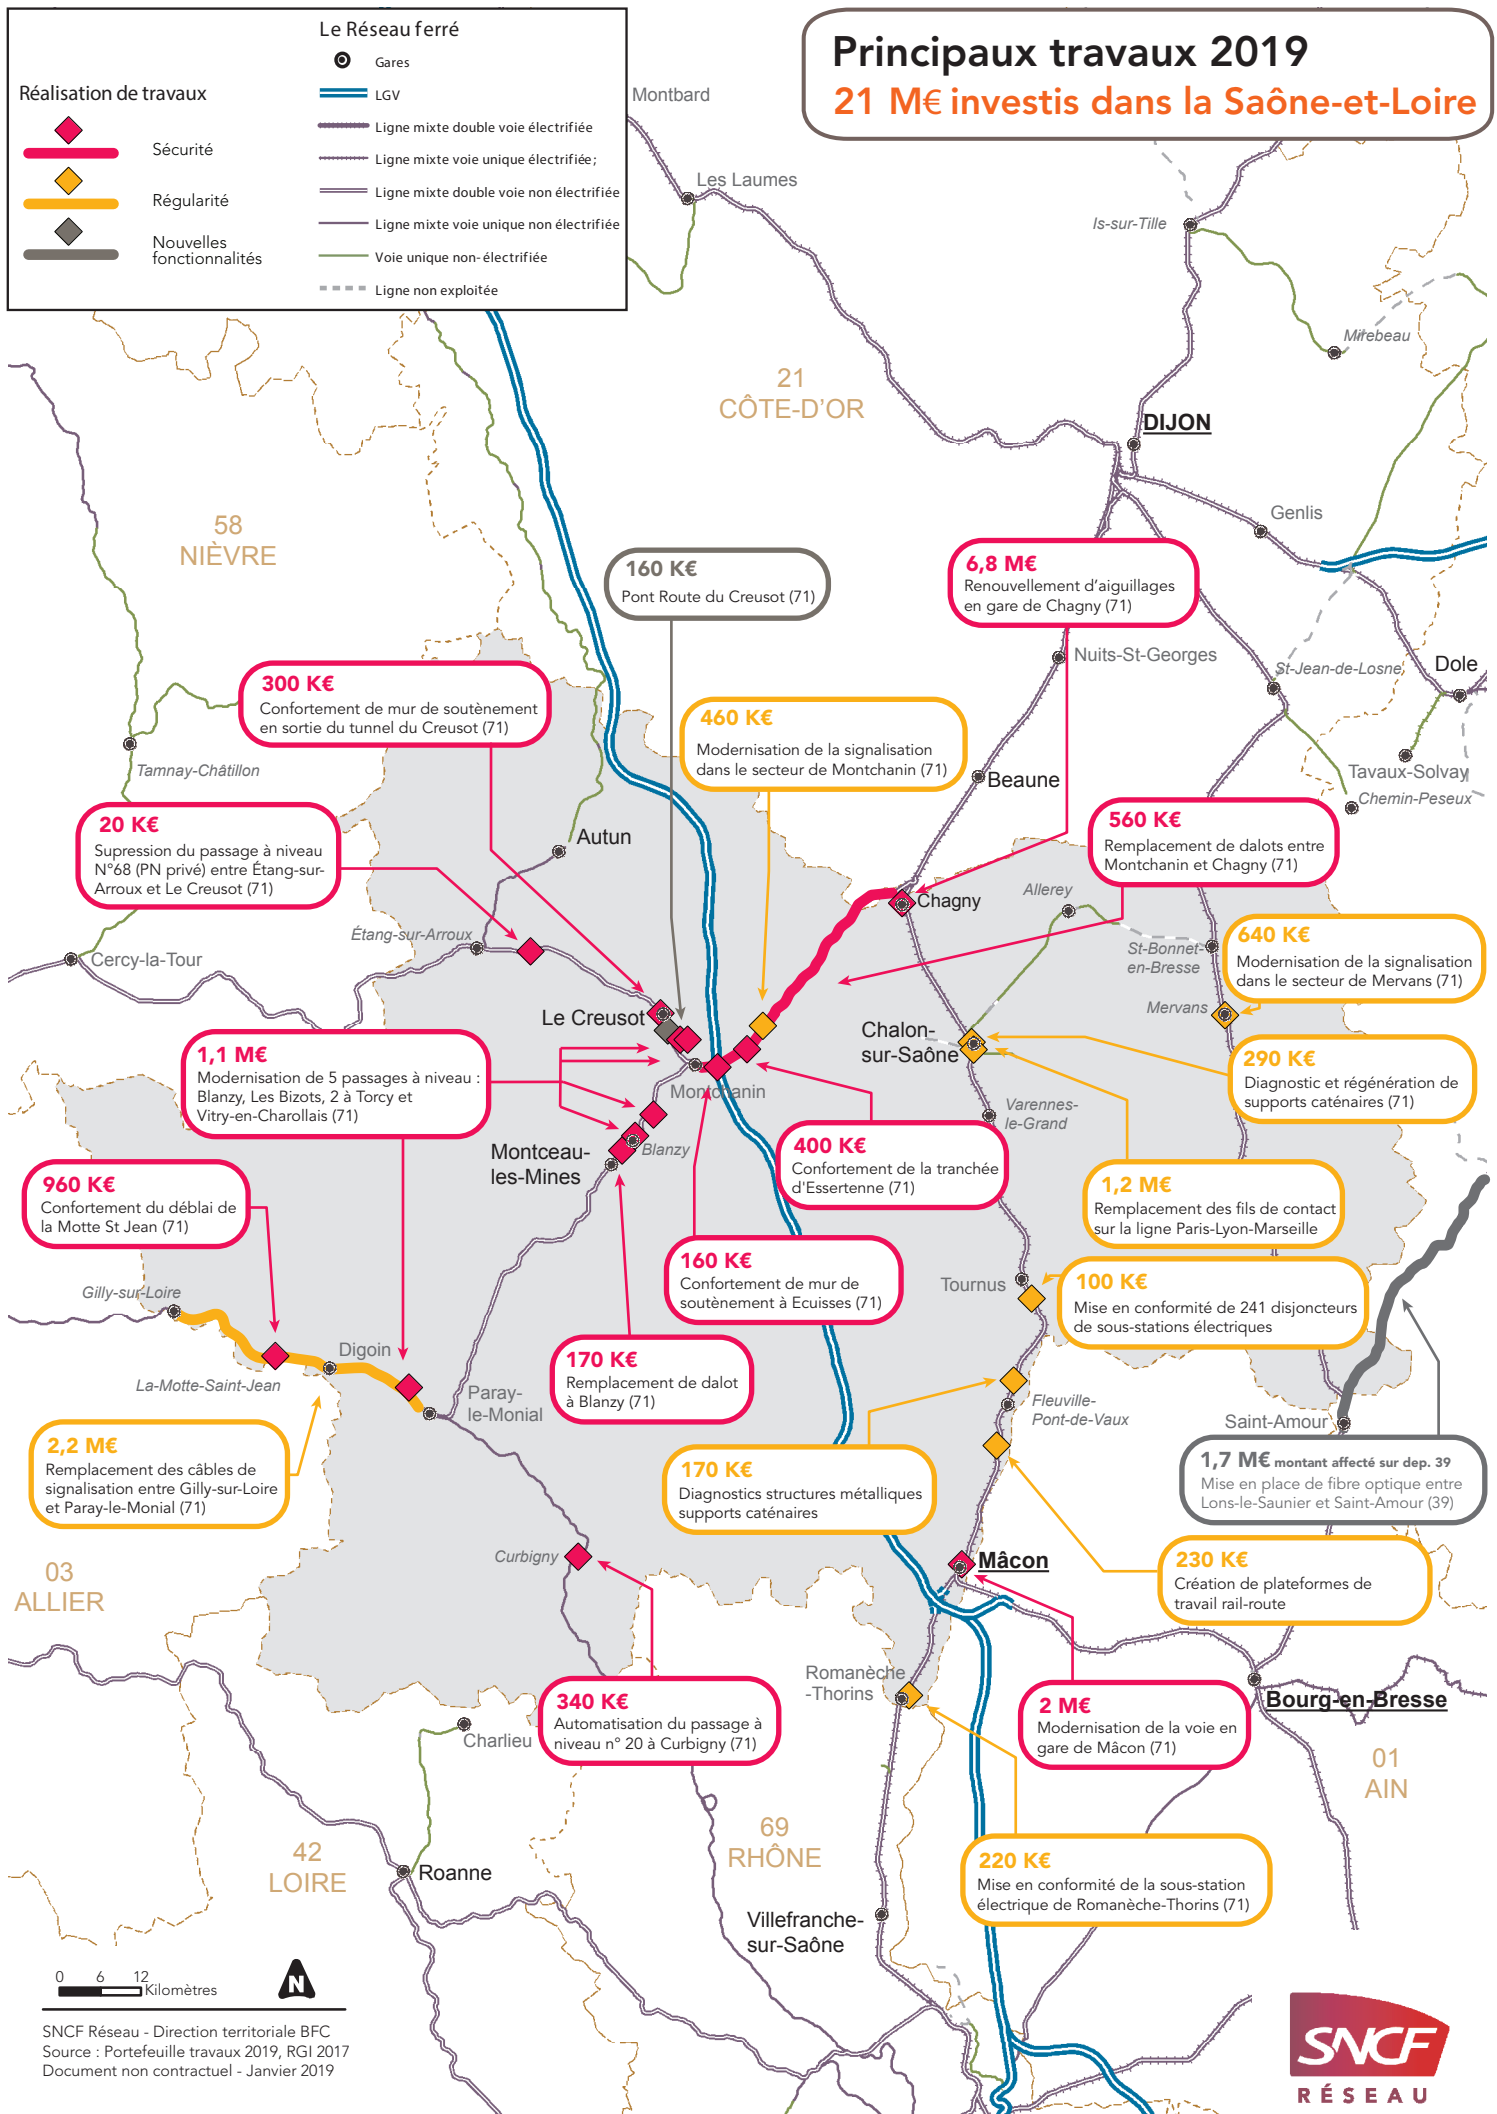 Principaux travaux 2019
21 M€ investis dans la Saône-et-Loire
Réalisation de travaux
Sécurité
Régularité
Nouvelles
fonctionnalités
Le Réseau ferré
Gares
LGV
Ligne mixte double voie électrifiée
Ligne mixte voie unique électrifiée;
Ligne mixte double voie non électrifiée
Ligne mixte voie unique non électrifiée
Voie unique non-électrifiée
Ligne non exploitée
Montbard
Les Laumes
Is-sur-Tille
Mirebeau
21
CÔTE-D'OR
DIJON
Genlis
58
NIÈVRE
160 K€
Pont Route du Creusot (71)
6,8 M€
Renouvellement d'aiguillages
en gare de Chagny (71)
Nuits-St-Georges
St-Jean-de-Losne
Dole
300 K€
Confortement de mur de soutènement
en sortie du tunnel du Creusot (71)
460 K€
Modernisation de la signalisation
dans le secteur de Montchanin (71)
Tamnay-Châtillon
Beaune
Tavaux-Solvay
Chemin-Peseux
20 K€
Supression du passage à niveau
N°68 (PN privé) entre Étang-sur-
Arroux et Le Creusot (71)
Autun
560 K€
Remplacement de dalots entre
Montchanin et Chagny (71)
Chagny
Allerey
Étang-sur-Arroux
Cercy-la-Tour
St-Bonnet-
en-Bresse
640 K€
Modernisation de la signalisation
dans le secteur de Mervans (71)
Mervans
Le Creusot
Chalon-
sur-Saône
1,1 M€
Modernisation de 5 passages à niveau :
Blanzy, Les Bizots, 2 à Torcy et
Vitry-en-Charollais (71)
290 K€
Diagnostic et régénération de
supports caténaires (71)
Montchanin
Varennes-
le-Grand
Montceau-
les-Mines
Blanzy
400 K€
Confortement de la tranchée
d'Essertenne (71)
960 K€
Confortement du déblai de
la Motte St Jean (71)
1,2 M€
Remplacement des fils de contact
sur la ligne Paris-Lyon-Marseille
160 K€
Confortement de mur de
soutènement à Ecuisses (71)
Gilly-sur-Loire
Tournus
100 K€
Mise en conformité de 241 disjoncteurs
de sous-stations électriques
Digoin
La-Motte-Saint-Jean
170 K€
Remplacement de dalot
à Blanzy (71)
Paray-
le-Monial
Fleuville-
Pont-de-Vaux
Saint-Amour
2,2 M€
Remplacement des câbles de
signalisation entre Gilly-sur-Loire
et Paray-le-Monial (71)
170 K€
Diagnostics structures métalliques
supports caténaires
1,7 M€ montant affecté sur dep. 39
Mise en place de fibre optique entre
Lons-le-Saunier et Saint-Amour (39)
Curbigny
Mâcon
230 K€
Création de plateformes de
travail rail-route
03
ALLIER
Romanèche
-Thorins
340 K€
Automatisation du passage à
niveau n° 20 à Curbigny (71)
2 M€
Modernisation de la voie en
gare de Mâcon (71)
Bourg-en-Bresse
Charlieu
01
AIN
69
RHÔNE
42
LOIRE
Roanne
220 K€
Mise en conformité de la sous-station
électrique de Romanèche-Thorins (71)
Villefranche-
sur-Saône
0 6 12
Kilomètres
N
SNCF Réseau - Direction territoriale BFC
Source : Portefeuille travaux 2019, RGI 2017
Document non contractuel - Janvier 2019
SNCF
RÉSEAU